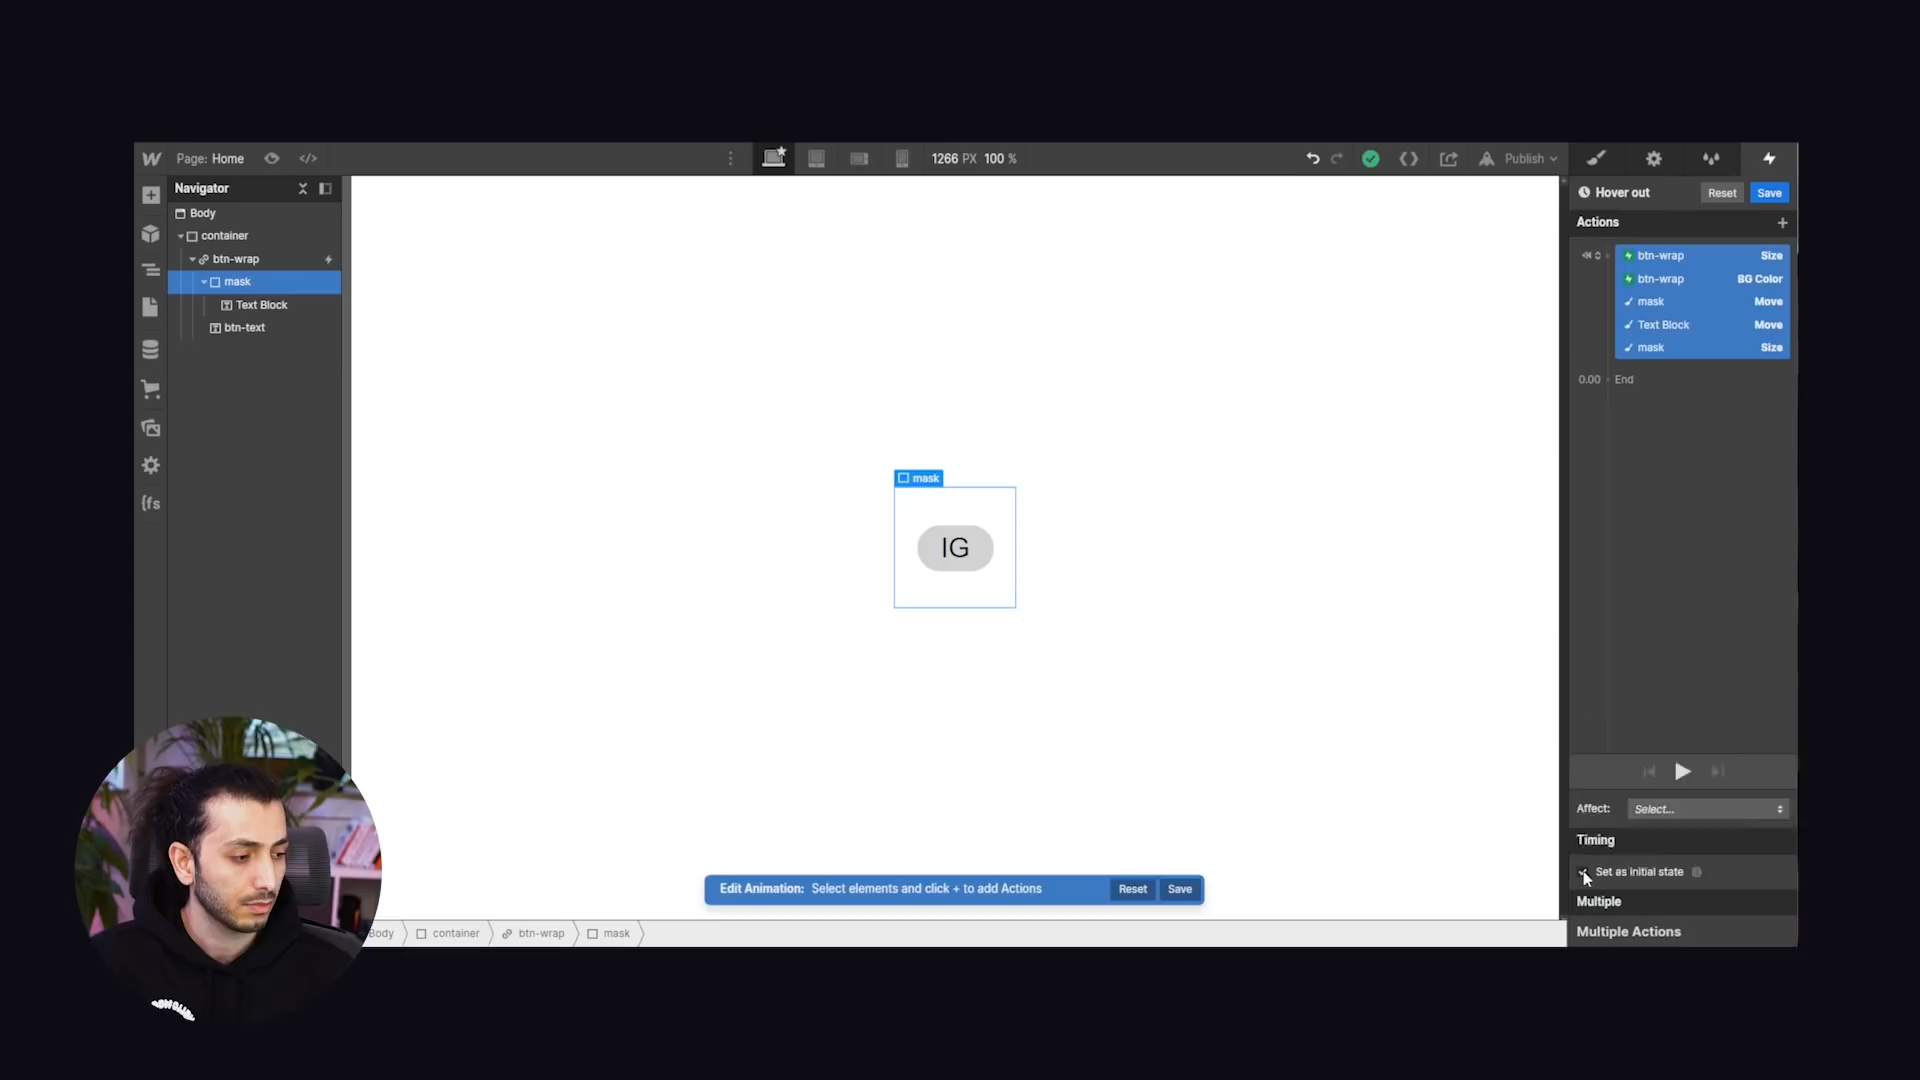 Page: Home
</>
1266 PX 100 %
Publish
Navigator
Body
container
btn-wrap
mask
Text Block
btn-text
{fs
mask
IG
Hover out
Reset
Save
Actions
btn-wrap Size
btn-wrap BG Color
mask Move
Text Block Move
mask Size
0.00 End
Affect: Select...
Timing
Set as initial state
Multiple
Multiple Actions
Edit Animation: Select elements and click + to add Actions
Reset
Save
Body
container
btn-wrap
mask